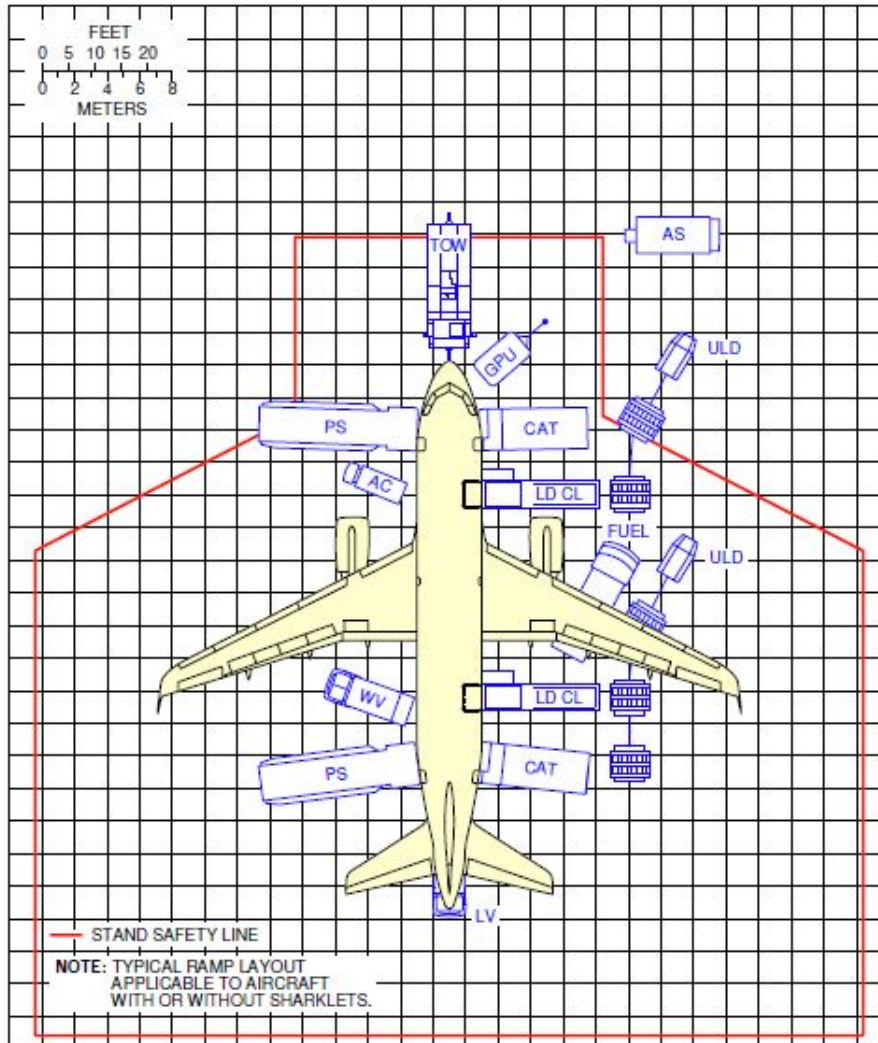 FEET
0 5 10 15 20
0 2 4 6 8
METERS
TOW
AS
GPU
ULD
PS
CAT
AC
LD CL
FUEL
ULD
WV
LD CL
PS
CAT
LV
STAND SAFETY LINE
NOTE: TYPICAL RAMP LAYOUT
APPLICABLE TO AIRCRAFT
WITH OR WITHOUT SHARKLETS.